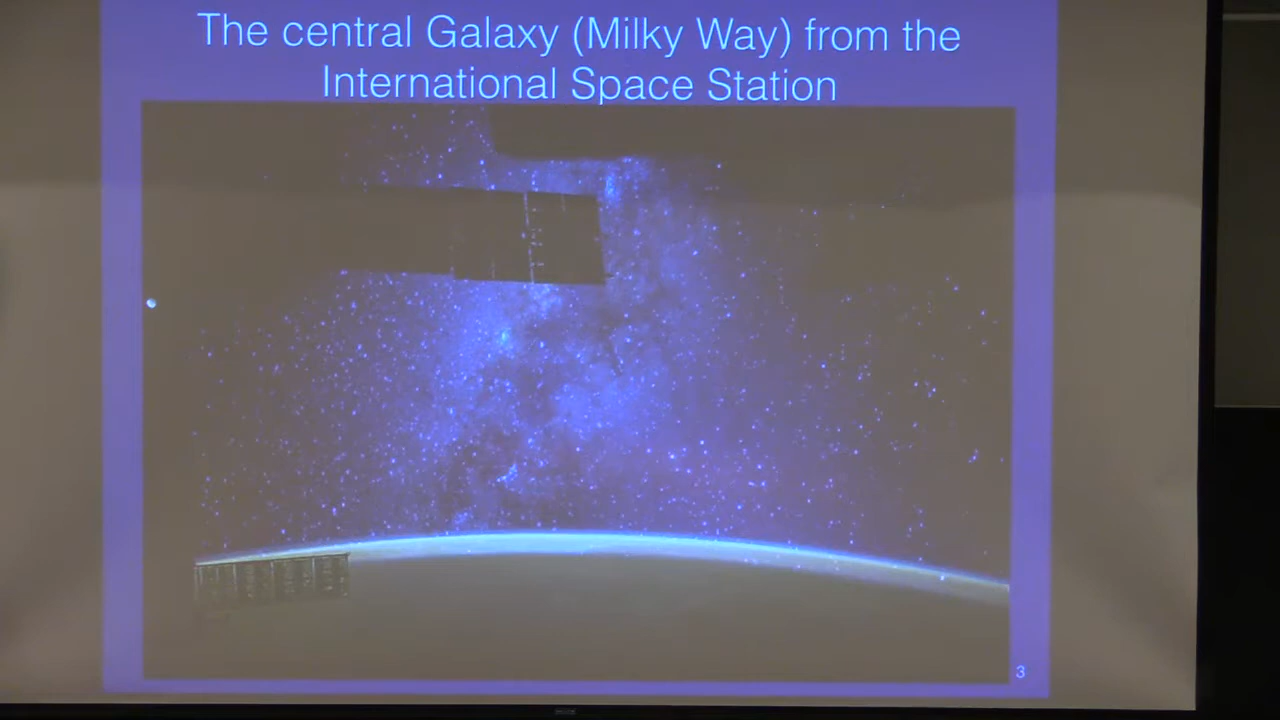 The central Galaxy (Milky Way) from the
International Space Station
3